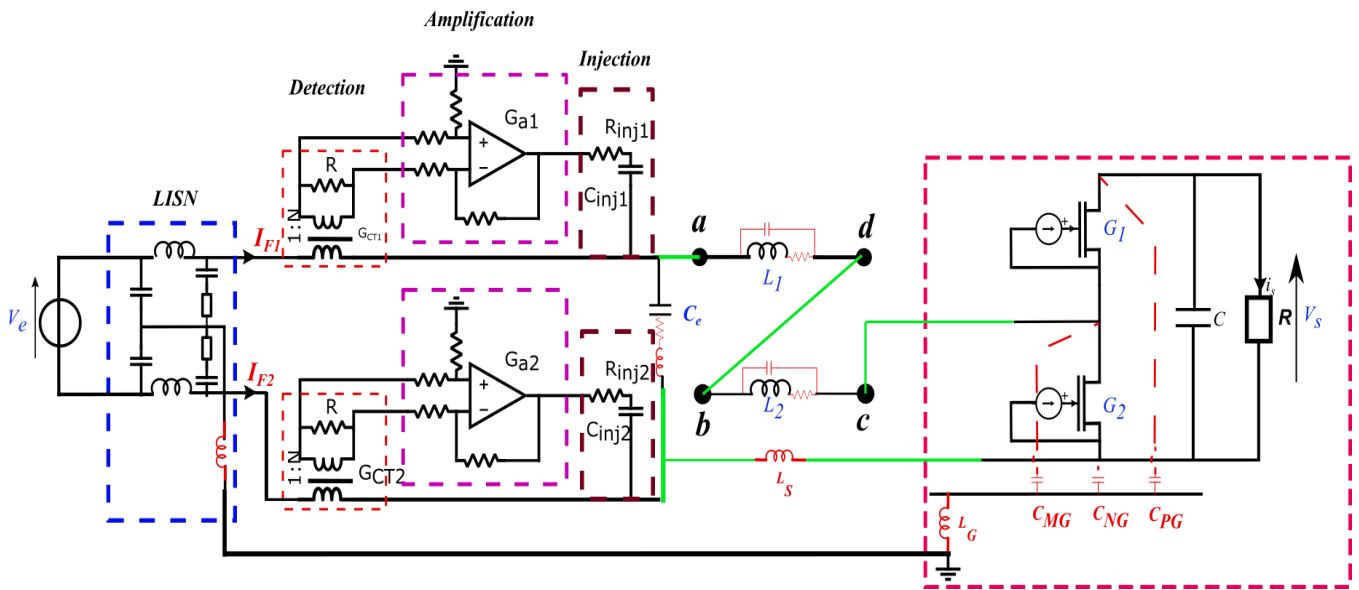 Amplification
Injection
Detection
LISN
Ga1
Rinj1
Cinj1
R
1:N
GCT1
IF1
a
d
L1
G1
+
−
Ve
Ce
C
is
R
Vs
Ga2
Rinj2
Cinj2
R
1:N
GCT2
IF2
b
c
L2
G2
+
−
LS
LG
CMG
CNG
CPG